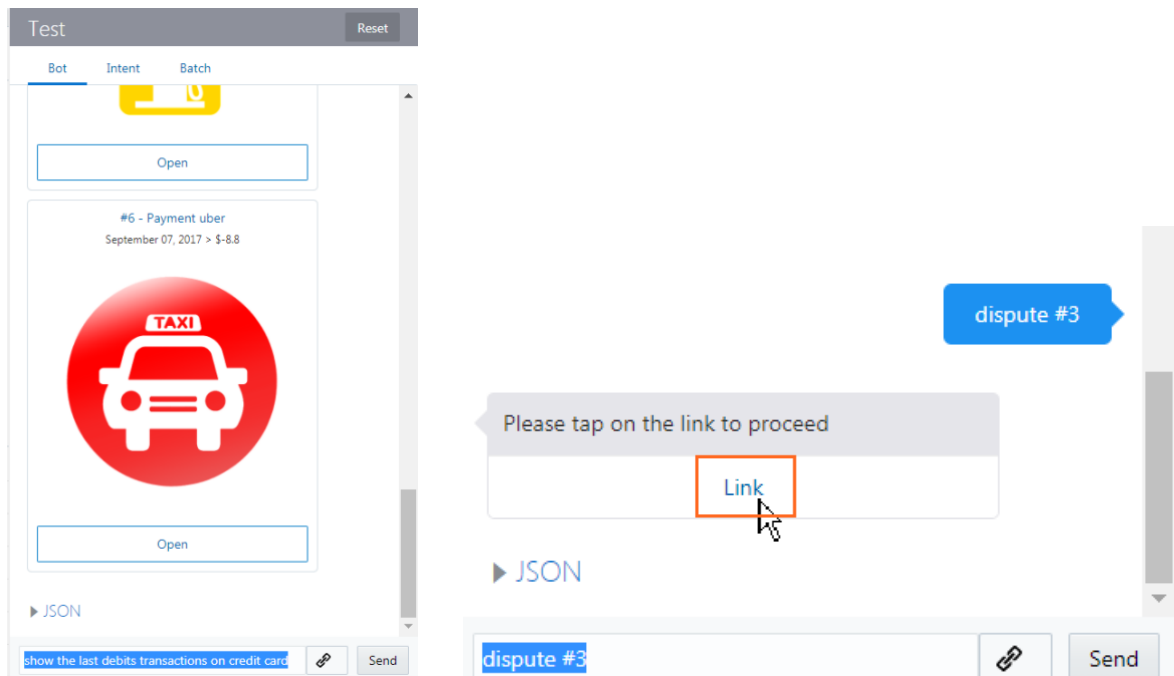 Test
Reset
Bot Intent Batch
Open
#6 - Payment uber
September 07, 2017 > $-8.8
TAXI
Open
JSON
show the last debits transactions on credit card
Send
dispute #3
Please tap on the link to proceed
Link
JSON
dispute #3
Send